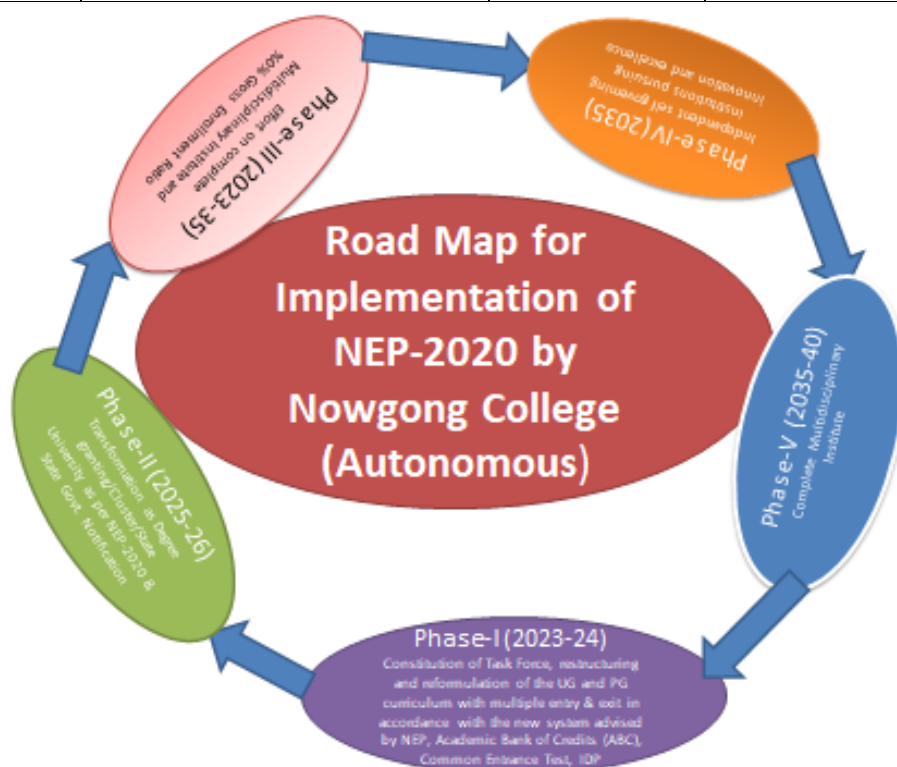 Road Map for
Implementation of
NEP-2020 by
Nowgong College
(Autonomous)
Phase-I (2023-24)
Constitution of Task Force, restructuring
and reformulation of the UG and PG
curriculum with multiple entry & exit in
accordance with the new system advised
by NEP, Academic Bank of Credits (ABC),
Common Entrance Test, IDP
Phase-II (2025-26)
Transformation as Degree
granting/Cluster/State
University as per NEP-2020 &
State Govt. Notification
Phase-III (2023-35)
Effort on complete
Multidisciplinary Institute and
50% Gross Enrollment Ratio
Phase-IV (2035)
Independent self governing
institutions pursuing
innovation and excellence
Phase-V (2035-40)
Complete Multidisciplinary
Institute